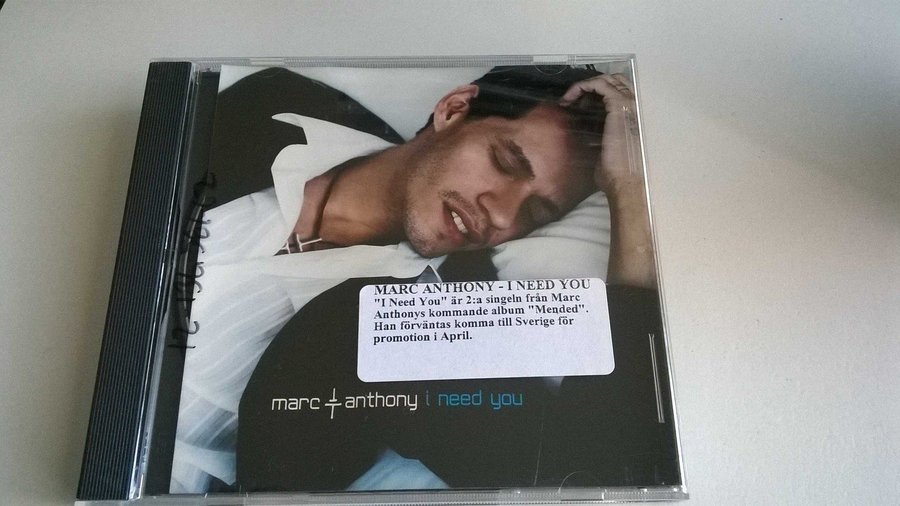 MARC ANTHONY - I NEED YOU
"I Need You" är 2:a singeln från Marc
Anthonys kommande album "Mended".
Han förväntas komma till Sverige för
promotion i April.
marc anthony i need you